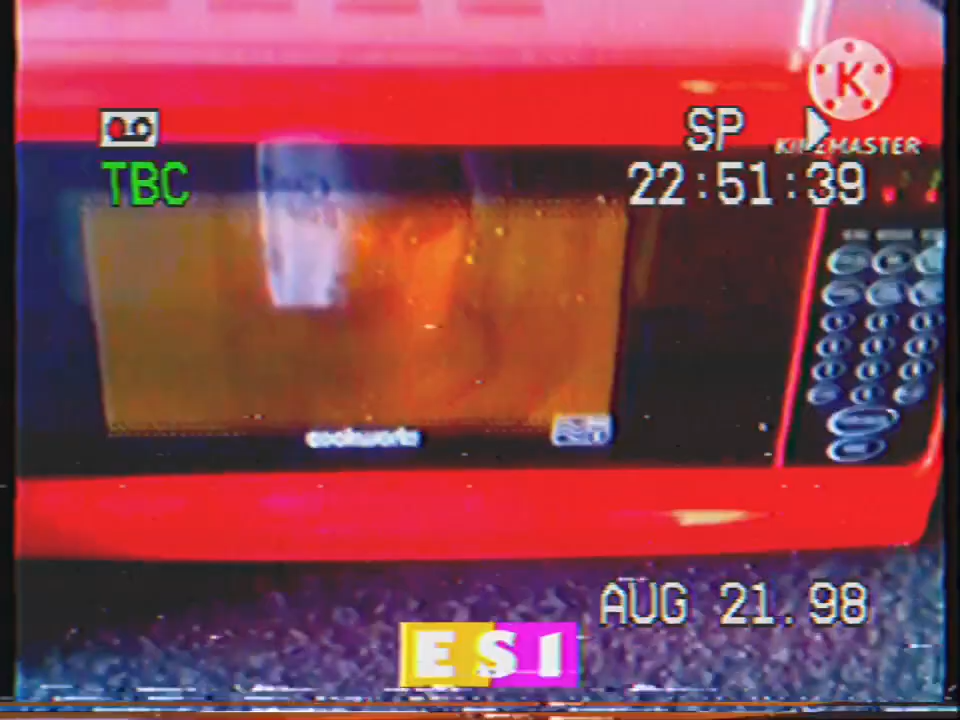 K
SP
KINEMASTER
TBC
22:51:39
cookworks
AUG 21. 98
ESI